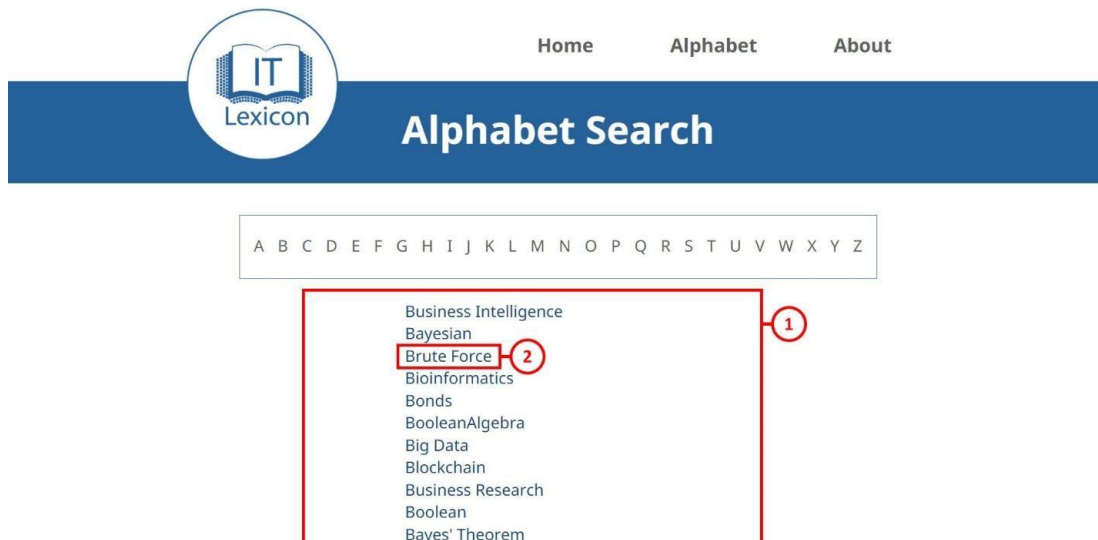 Home Alphabet About
IT
Lexicon
Alphabet Search
A B C D E F G H I J K L M N O P Q R S T U V W X Y Z
Business Intelligence
1
Bayesian
Brute Force 2
Bioinformatics
Bonds
BooleanAlgebra
Big Data
Blockchain
Business Research
Boolean
Bayes' Theorem